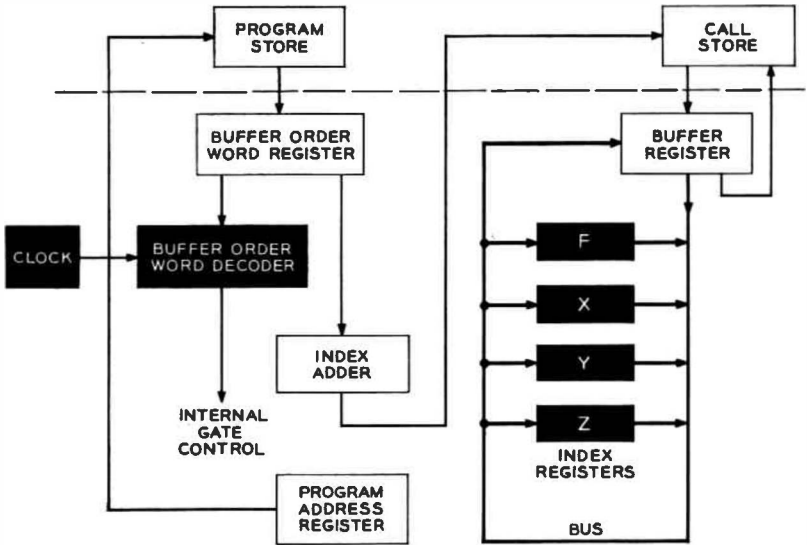 PROGRAM
STORE
CALL
STORE
BUFFER ORDER
WORD REGISTER
BUFFER
REGISTER
CLOCK
BUFFER ORDER
WORD DECODER
F
X
Y
Z
INDEX
ADDER
INTERNAL
GATE
CONTROL
INDEX
REGISTERS
PROGRAM
ADDRESS
REGISTER
BUS